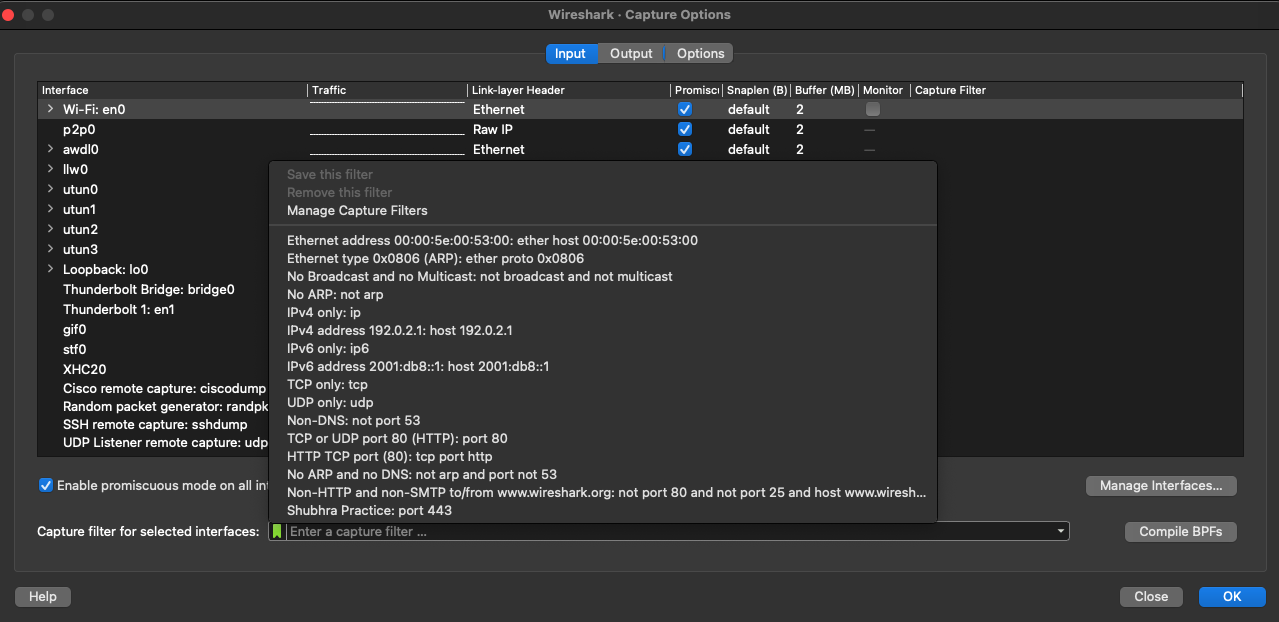 Wireshark · Capture Options
Input Output Options
Interface Traffic Link-layer Header Promisc Snaplen (B) Buffer (MB) Monitor Capture Filter
Wi-Fi: en0 Ethernet default 2
p2p0 Raw IP default 2 —
awdl0 Ethernet default 2 —
llw0
utun0
utun1
utun2
utun3
Loopback: lo0
Thunderbolt Bridge: bridge0
Thunderbolt 1: en1
gif0
stf0
XHC20
Cisco remote capture: ciscodump
Random packet generator: randpk
SSH remote capture: sshdump
UDP Listener remote capture: udp
Save this filter
Remove this filter
Manage Capture Filters
Ethernet address 00:00:5e:00:53:00: ether host 00:00:5e:00:53:00
Ethernet type 0x0806 (ARP): ether proto 0x0806
No Broadcast and no Multicast: not broadcast and not multicast
No ARP: not arp
IPv4 only: ip
IPv4 address 192.0.2.1: host 192.0.2.1
IPv6 only: ip6
IPv6 address 2001:db8::1: host 2001:db8::1
TCP only: tcp
UDP only: udp
Non-DNS: not port 53
TCP or UDP port 80 (HTTP): port 80
HTTP TCP port (80): tcp port http
No ARP and no DNS: not arp and port not 53
Non-HTTP and non-SMTP to/from www.wireshark.org: not port 80 and not port 25 and host www.wiresh...
Shubhra Practice: port 443
Enable promiscuous mode on all int
Manage Interfaces...
Capture filter for selected interfaces: Enter a capture filter ... Compile BPFs
Help Close OK